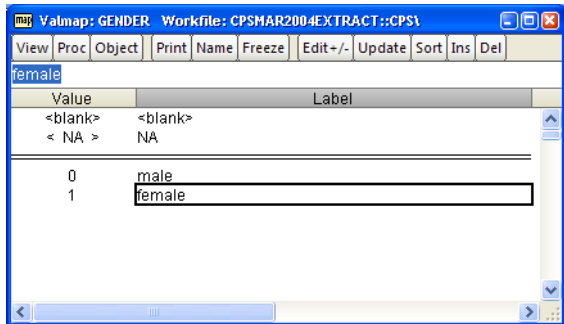 Valmap: GENDER Workfile: CPSMAR2004EXTRACT::CPS\
View Proc Object Print Name Freeze Edit+/- Update Sort Ins Del
female
Value Label
<blank> <blank>
< NA > NA
0 male
1 female